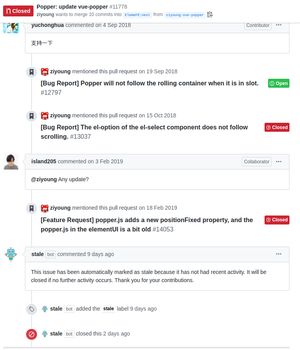 Closed
Popper: update vue-popper #11778
ziyoung wants to merge 10 commits into from ziyoung:vue-popper
yuchonghua commented on 4 Sep 2018
Contributor
支持一下
ziyoung mentioned this pull request on 19 Sep 2018
[Bug Report] Popper will not follow the rolling container when it is in slot.
#12797
Open
ziyoung mentioned this pull request on 15 Oct 2018
[Bug Report] The el-option of the el-select component does not follow
scrolling. #13037
Closed
island205 commented on 3 Feb 2019
Collaborator
@ziyoung Any update?
ziyoung mentioned this pull request on 18 Feb 2019
[Feature Request] popper.js adds a new positionFixed property, and the
popper.js in the elementUI is a bit old #14053
Closed
stale bot commented 9 days ago
This issue has been automatically marked as stale because it has not had recent activity. It will be
closed if no further activity occurs. Thank you for your contributions.
stale bot added the stale label 9 days ago
stale bot closed this 2 days ago